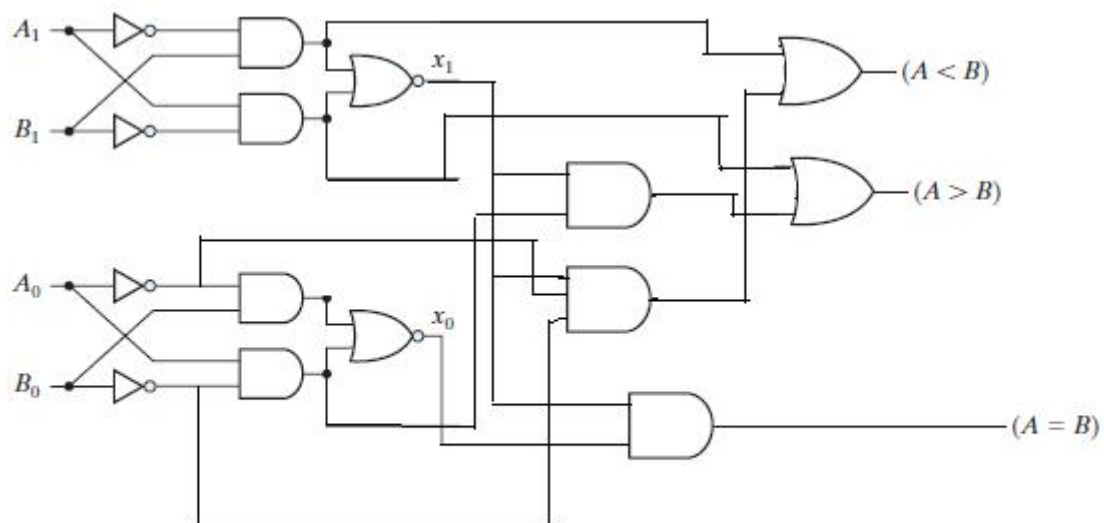 A₁
x₁
(A < B)
B₁
(A > B)
A₀
x₀
B₀
(A = B)